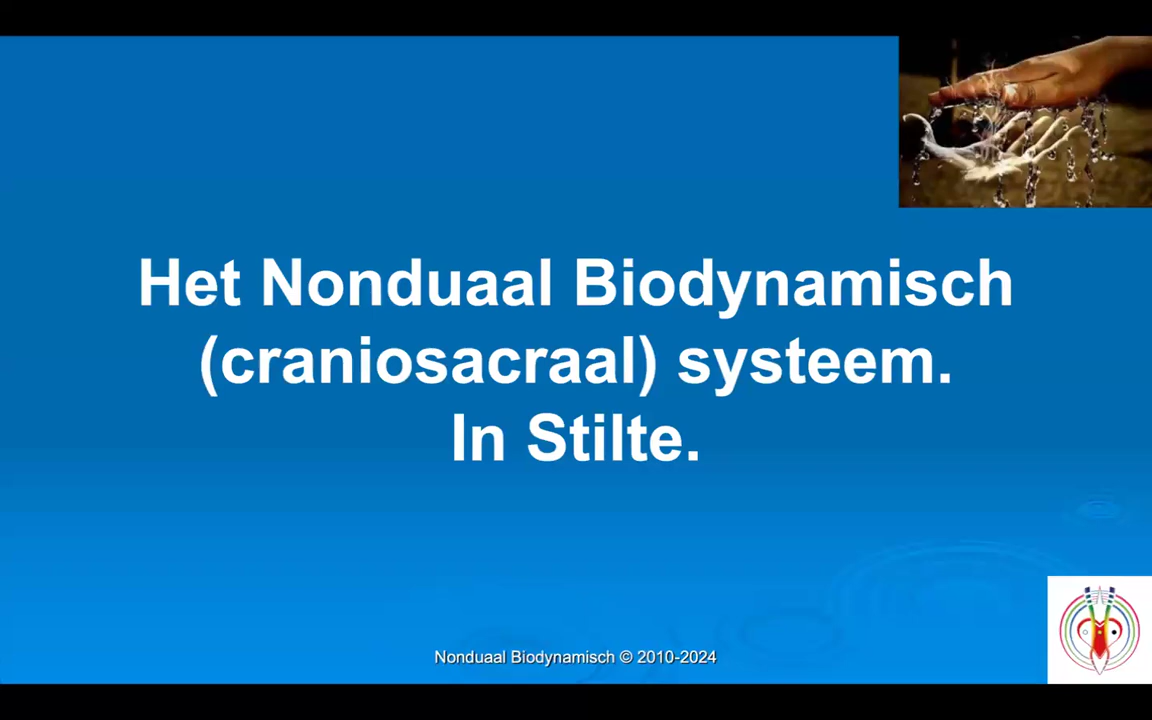 Het Nonduaal Biodynamisch
(craniosacraal) systeem.
In Stilte.
Nonduaal Biodynamisch © 2010-2024